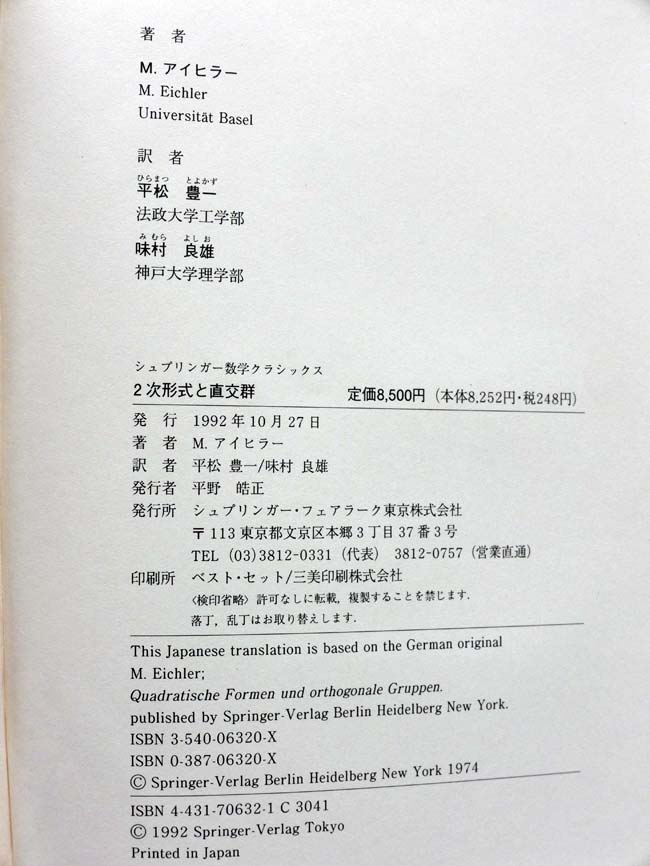 著者
M. アイヒラー
M. Eichler
Universität Basel
訳者
ひらまつ とよかず
平松 豊一
法政大学工学部
みむら よしお
味村 良雄
神戸大学理学部
シュプリンガー数学クラシックス
2次形式と直交群 定価8,500円 (本体8,252円・税248円)
発行 1992年10月27日
著者 M. アイヒラー
訳者 平松 豊一/味村 良雄
発行者 平野 皓正
発行所 シュプリンガー・フェアラーク東京株式会社
〒113 東京都文京区本郷3丁目37番3号
TEL (03)3812-0331 (代表) 3812-0757 (営業直通)
印刷所 ベスト・セット/三美印刷株式会社
〈検印省略〉許可なしに転載,複製することを禁じます.
落丁,乱丁はお取り替えします.
This Japanese translation is based on the German original
M. Eichler;
Quadratische Formen und orthogonale Gruppen.
published by Springer-Verlag Berlin Heidelberg New York.
ISBN 3-540-06320-X
ISBN 0-387-06320-X
© Springer-Verlag Berlin Heidelberg New York 1974
ISBN 4-431-70632-1 C 3041
© 1992 Springer-Verlag Tokyo
Printed in Japan